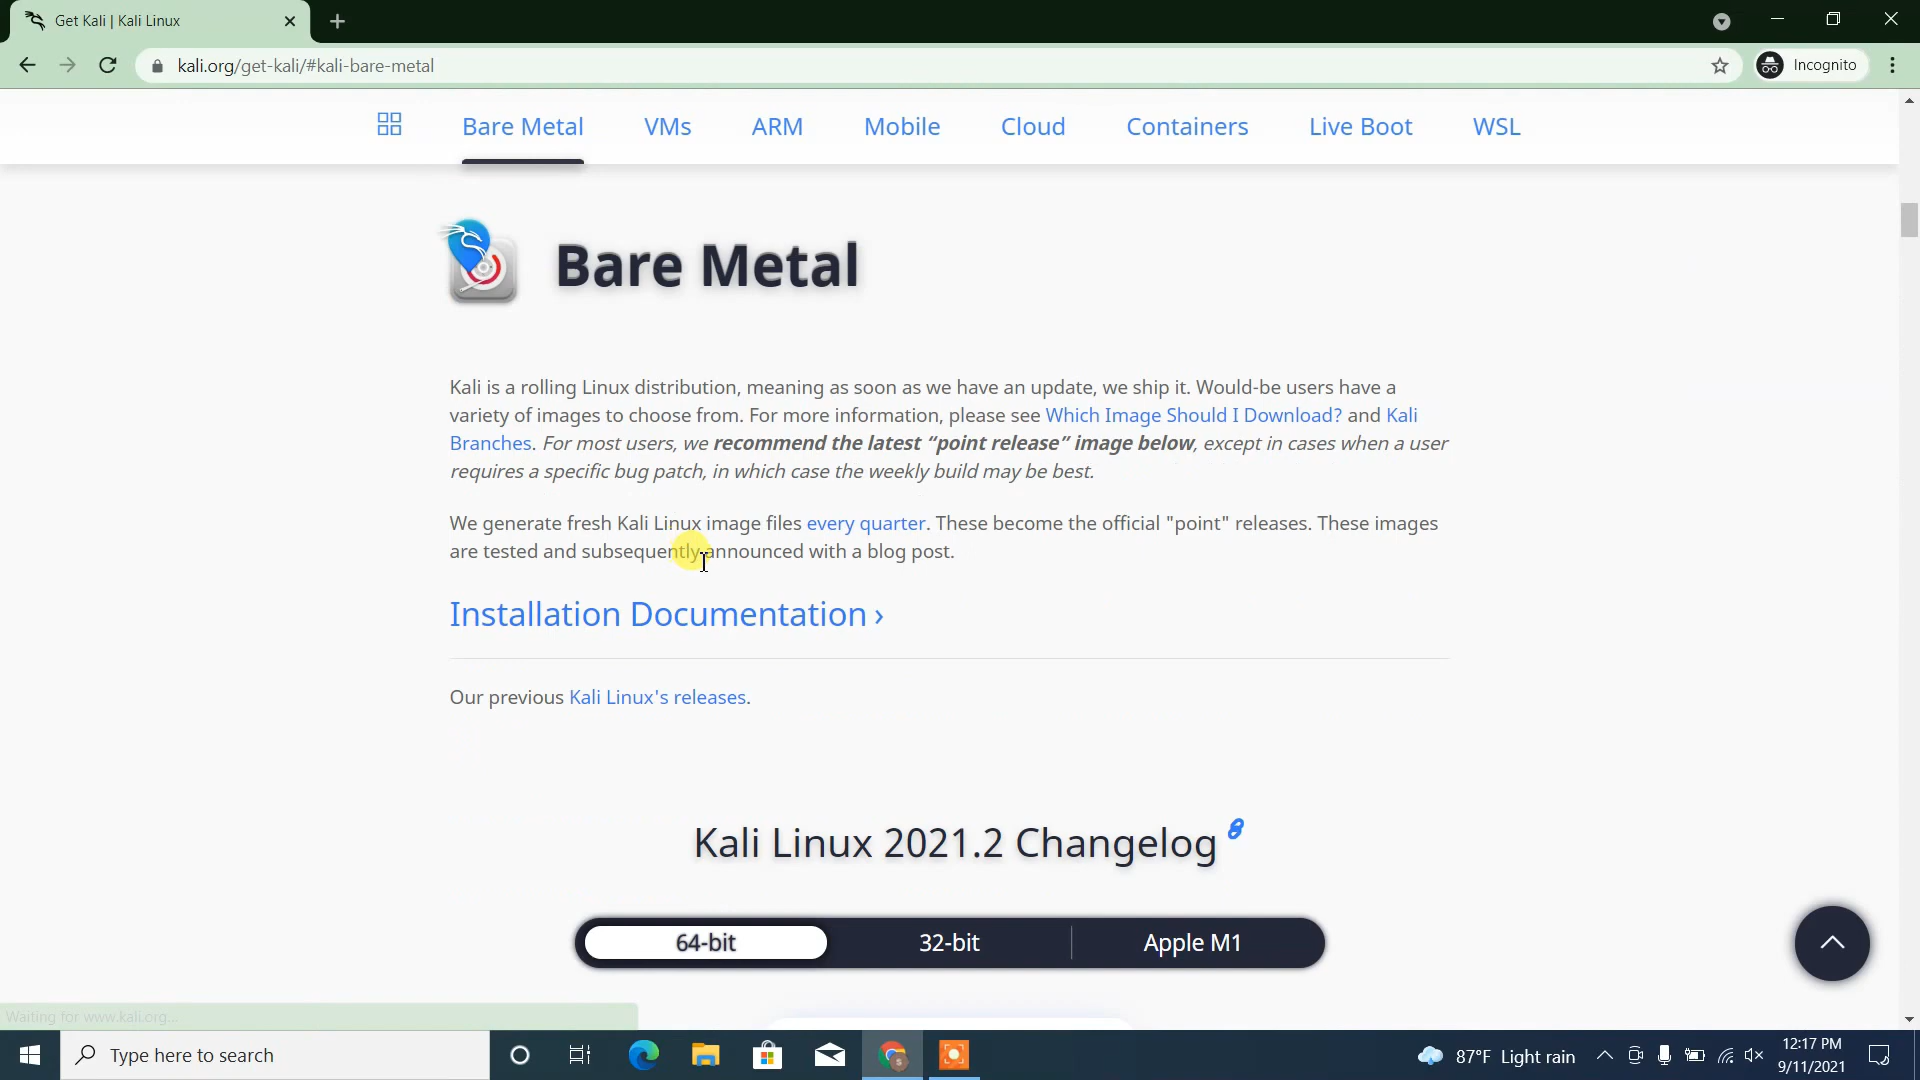 Get Kali | Kali Linux
kali.org/get-kali/#kali-bare-metal
Incognito
Bare Metal VMs ARM Mobile Cloud Containers Live Boot WSL
Bare Metal
Kali is a rolling Linux distribution, meaning as soon as we have an update, we ship it. Would-be users have a
variety of images to choose from. For more information, please see Which Image Should I Download? and Kali
Branches. For most users, we recommend the latest “point release” image below, except in cases when a user
requires a specific bug patch, in which case the weekly build may be best.
We generate fresh Kali Linux image files every quarter. These become the official "point" releases. These images
are tested and subsequently announced with a blog post.
Installation Documentation ›
Our previous Kali Linux's releases.
Kali Linux 2021.2 Changelog
64-bit 32-bit Apple M1
Waiting for www.kali.org...
Type here to search
87°F Light rain
12:17 PM
9/11/2021